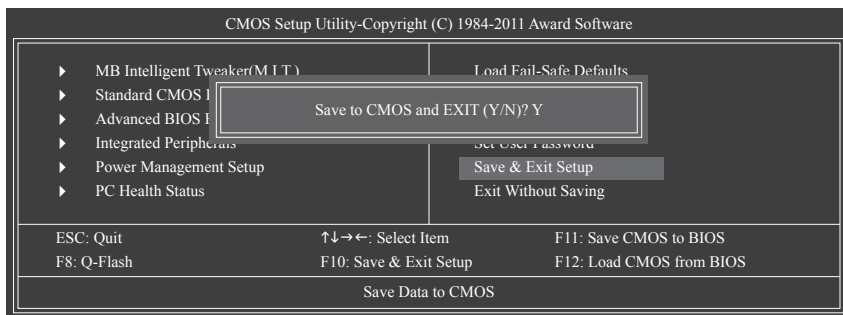 CMOS Setup Utility-Copyright (C) 1984-2011 Award Software
MB Intelligent Tweaker(M.I.T.)
Standard CMOS
Advanced BIOS
Integrated Peripherals
Power Management Setup
PC Health Status
Load Fail-Safe Defaults
Set User Password
Save & Exit Setup
Exit Without Saving
Save to CMOS and EXIT (Y/N)? Y
ESC: Quit ↑↓→←: Select Item F11: Save CMOS to BIOS
F8: Q-Flash F10: Save & Exit Setup F12: Load CMOS from BIOS
Save Data to CMOS